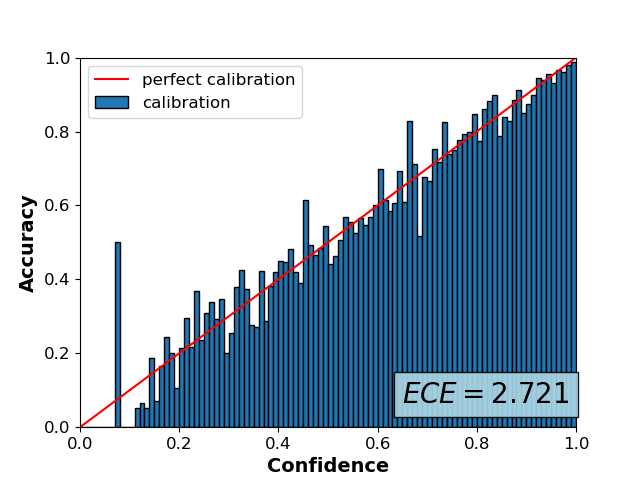 perfect calibration
calibration
Accuracy
1.0
0.8
0.6
0.4
0.2
0.0
ECE = 2.721
0.0 0.2 0.4 0.6 0.8 1.0
Confidence